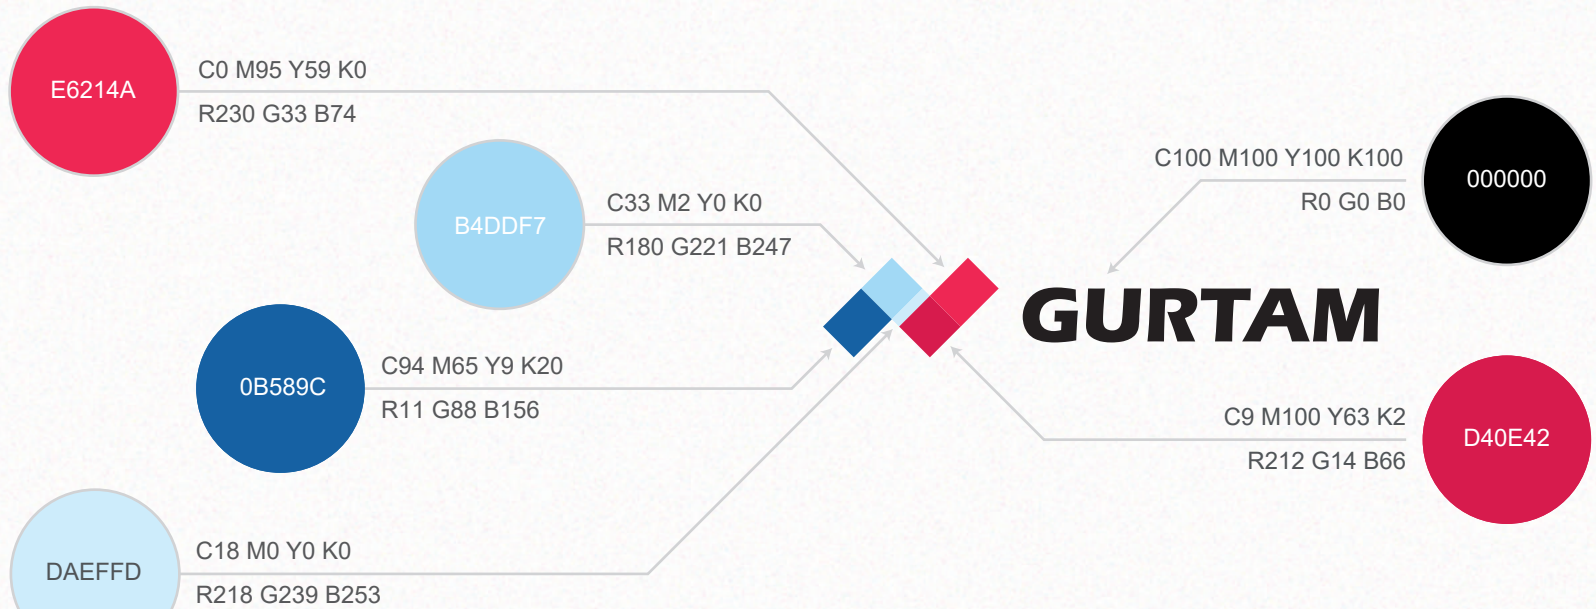 E6214A
C0 M95 Y59 K0
R230 G33 B74
B4DDF7
C33 M2 Y0 K0
R180 G221 B247
0B589C
C94 M65 Y9 K20
R11 G88 B156
DAEFFD
C18 M0 Y0 K0
R218 G239 B253
C100 M100 Y100 K100
R0 G0 B0
000000
GURTAM
C9 M100 Y63 K2
R212 G14 B66
D40E42